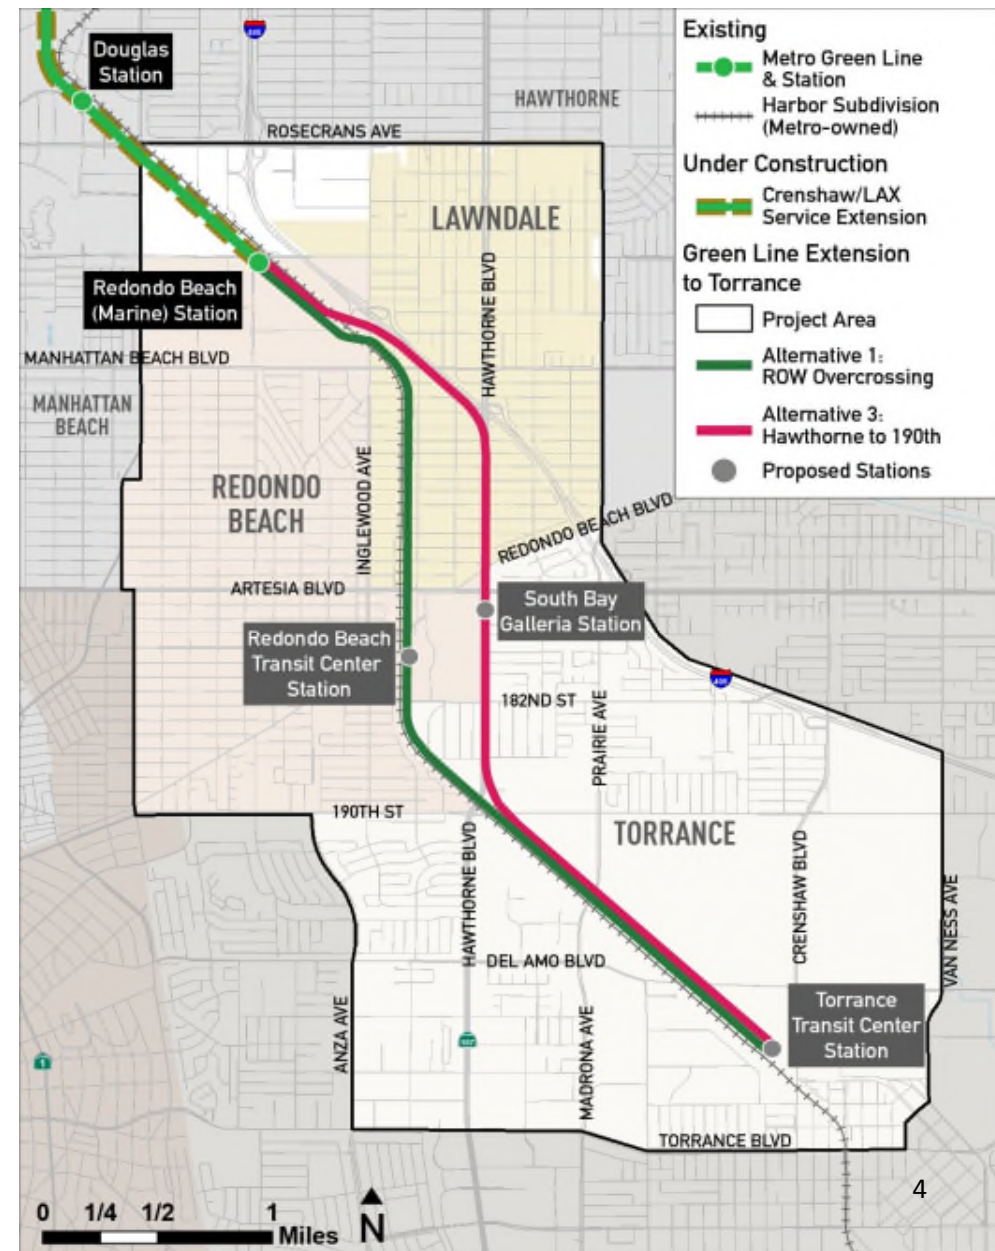 Douglas
Station
HAWTHORNE
ROSECRANS AVE
LAWNDALE
HAWTHORNE BLVD
Redondo Beach
(Marine) Station
MANHATTAN BEACH BLVD
MANHATTAN
BEACH
REDONDO
BEACH
INGLEWOOD AVE
REDONDO BEACH BLVD
ARTESIA BLVD
South Bay
Galleria Station
Redondo Beach
Transit Center
Station
182ND ST
PRAIRIE AVE
190TH ST
TORRANCE
HAWTHORNE BLVD
CRENSHAW BLVD
VAN NESS AVE
DEL AMO BLVD
Torrance
Transit Center
Station
ANZA AVE
MADRONA AVE
1
TORRANCE BLVD
4
0 1/4 1/2 1
Miles
N
Existing
Metro Green Line
& Station
Harbor Subdivision
(Metro-owned)
Under Construction
Crenshaw/LAX
Service Extension
Green Line Extension
to Torrance
Project Area
Alternative 1:
ROW Overcrossing
Alternative 3:
Hawthorne to 190th
Proposed Stations